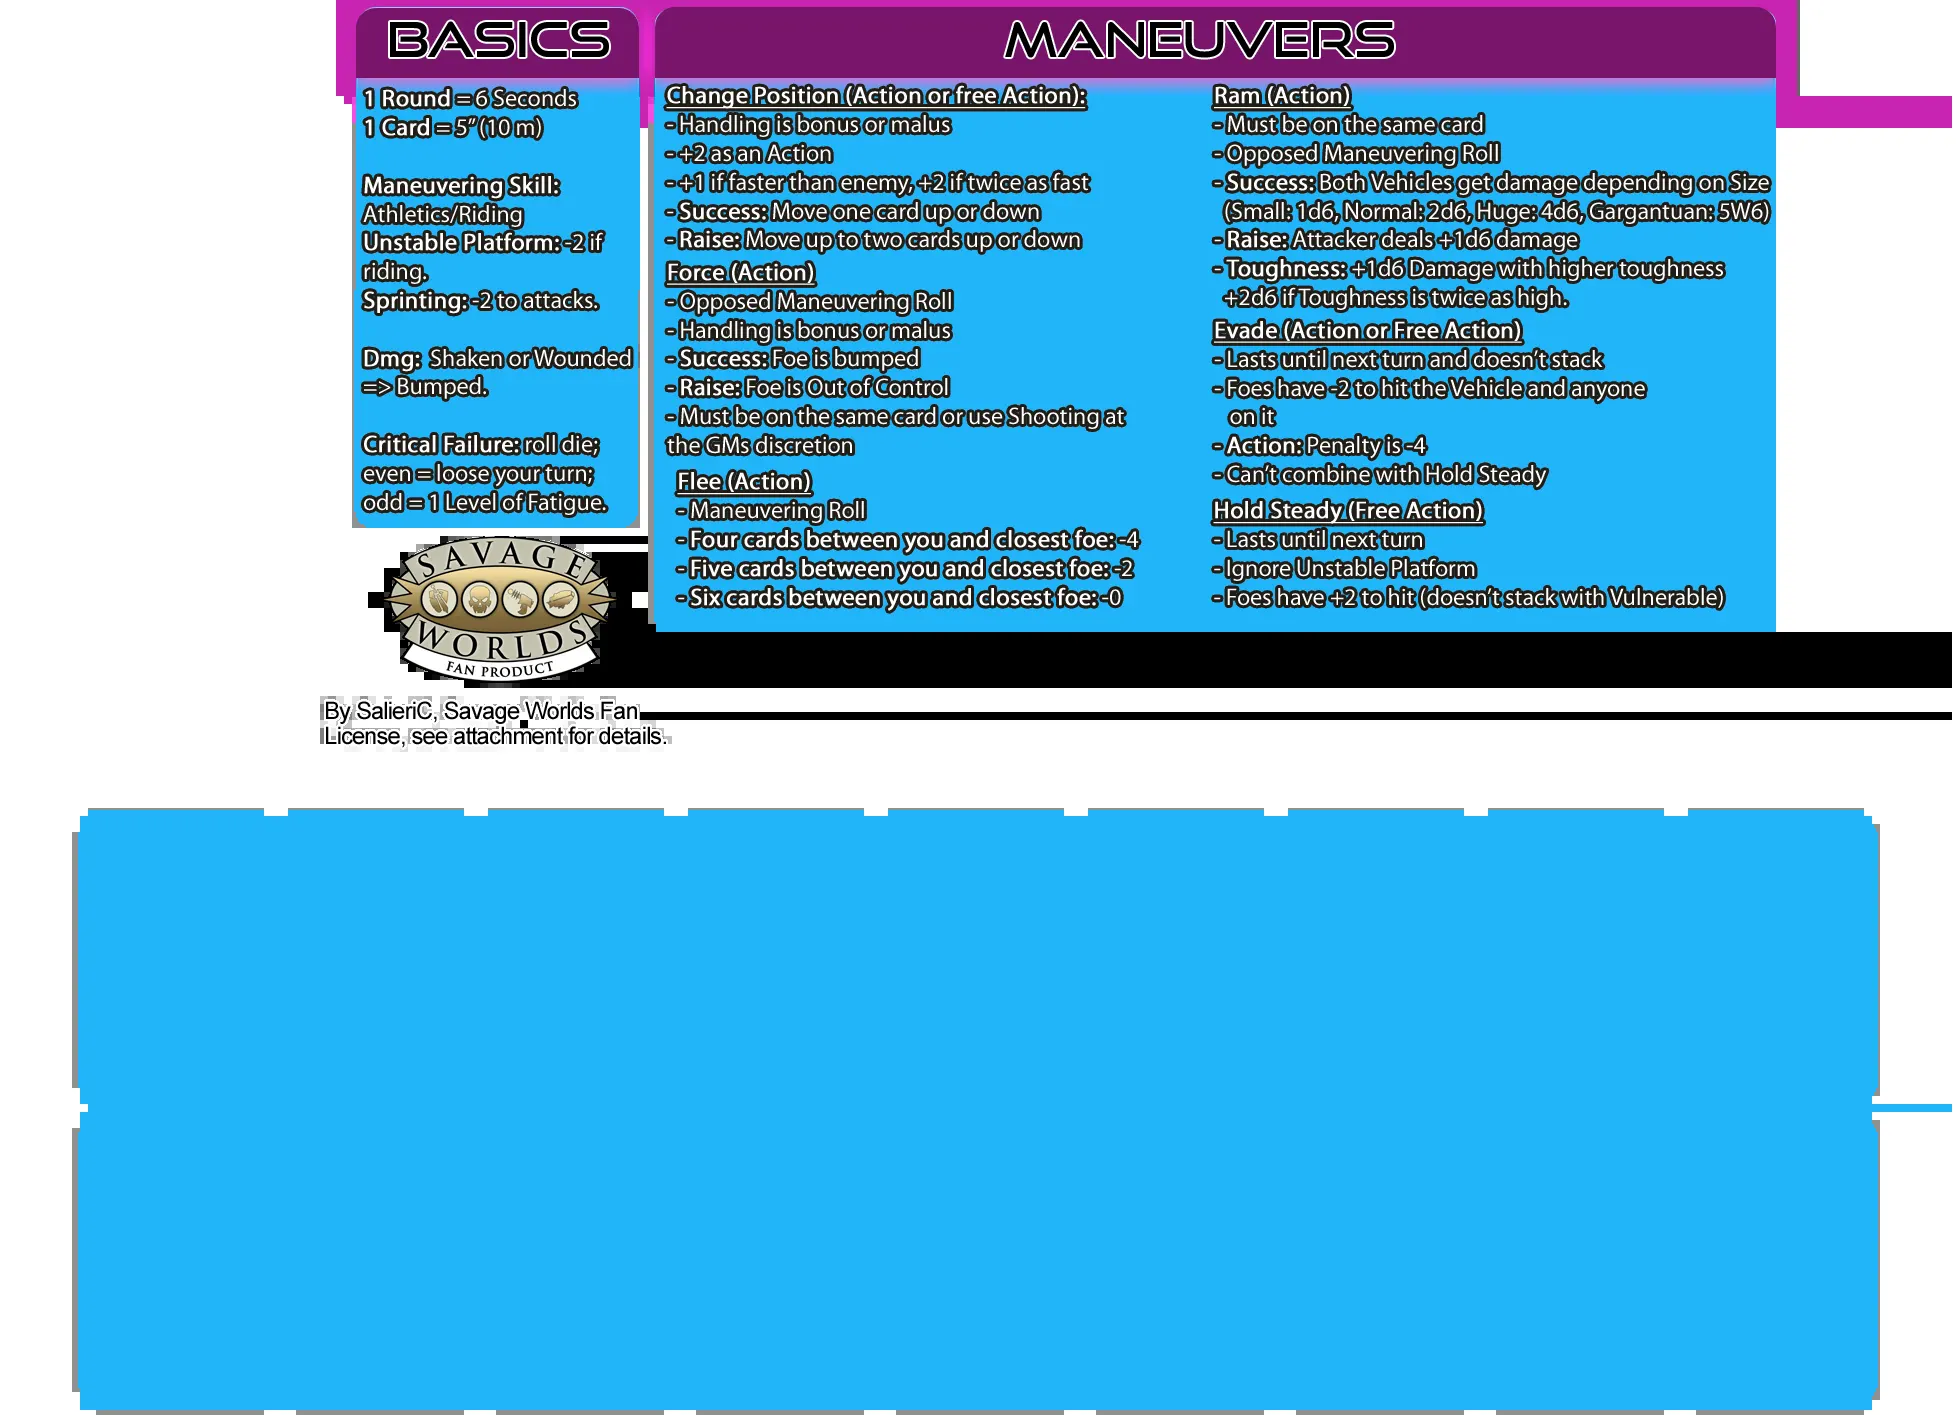 BASICS
1 Round = 6 Seconds
1 Card = 5” (10 m)
Maneuvering Skill:
Athletics/Riding
Unstable Platform: -2 if
riding.
Sprinting: -2 to attacks.
Dmg: Shaken or Wounded
=> Bumped.
Critical Failure: roll die;
even = loose your turn;
odd = 1 Level of Fatigue.
SAVAGE
WORLDS
FAN PRODUCT
By SalieriC, Savage Worlds Fan
License, see attachment for details.
MANEUVERS
Change Position (Action or free Action):
- Handling is bonus or malus
- +2 as an Action
- +1 if faster than enemy, +2 if twice as fast
- Success: Move one card up or down
- Raise: Move up to two cards up or down
Force (Action)
- Opposed Maneuvering Roll
- Handling is bonus or malus
- Success: Foe is bumped
- Raise: Foe is Out of Control
- Must be on the same card or use Shooting at
the GMs discretion
Flee (Action)
- Maneuvering Roll
- Four cards between you and closest foe: -4
- Five cards between you and closest foe: -2
- Six cards between you and closest foe: -0
Ram (Action)
- Must be on the same card
- Opposed Maneuvering Roll
- Success: Both Vehicles get damage depending on Size
(Small: 1d6, Normal: 2d6, Huge: 4d6, Gargantuan: 5W6)
- Raise: Attacker deals +1d6 damage
- Toughness: +1d6 Damage with higher toughness
+2d6 if Toughness is twice as high.
Evade (Action or Free Action)
- Lasts until next turn and doesn’t stack
- Foes have -2 to hit the Vehicle and anyone
on it
- Action: Penalty is -4
- Can’t combine with Hold Steady
Hold Steady (Free Action)
- Lasts until next turn
- Ignore Unstable Platform
- Foes have +2 to hit (doesn’t stack with Vulnerable)